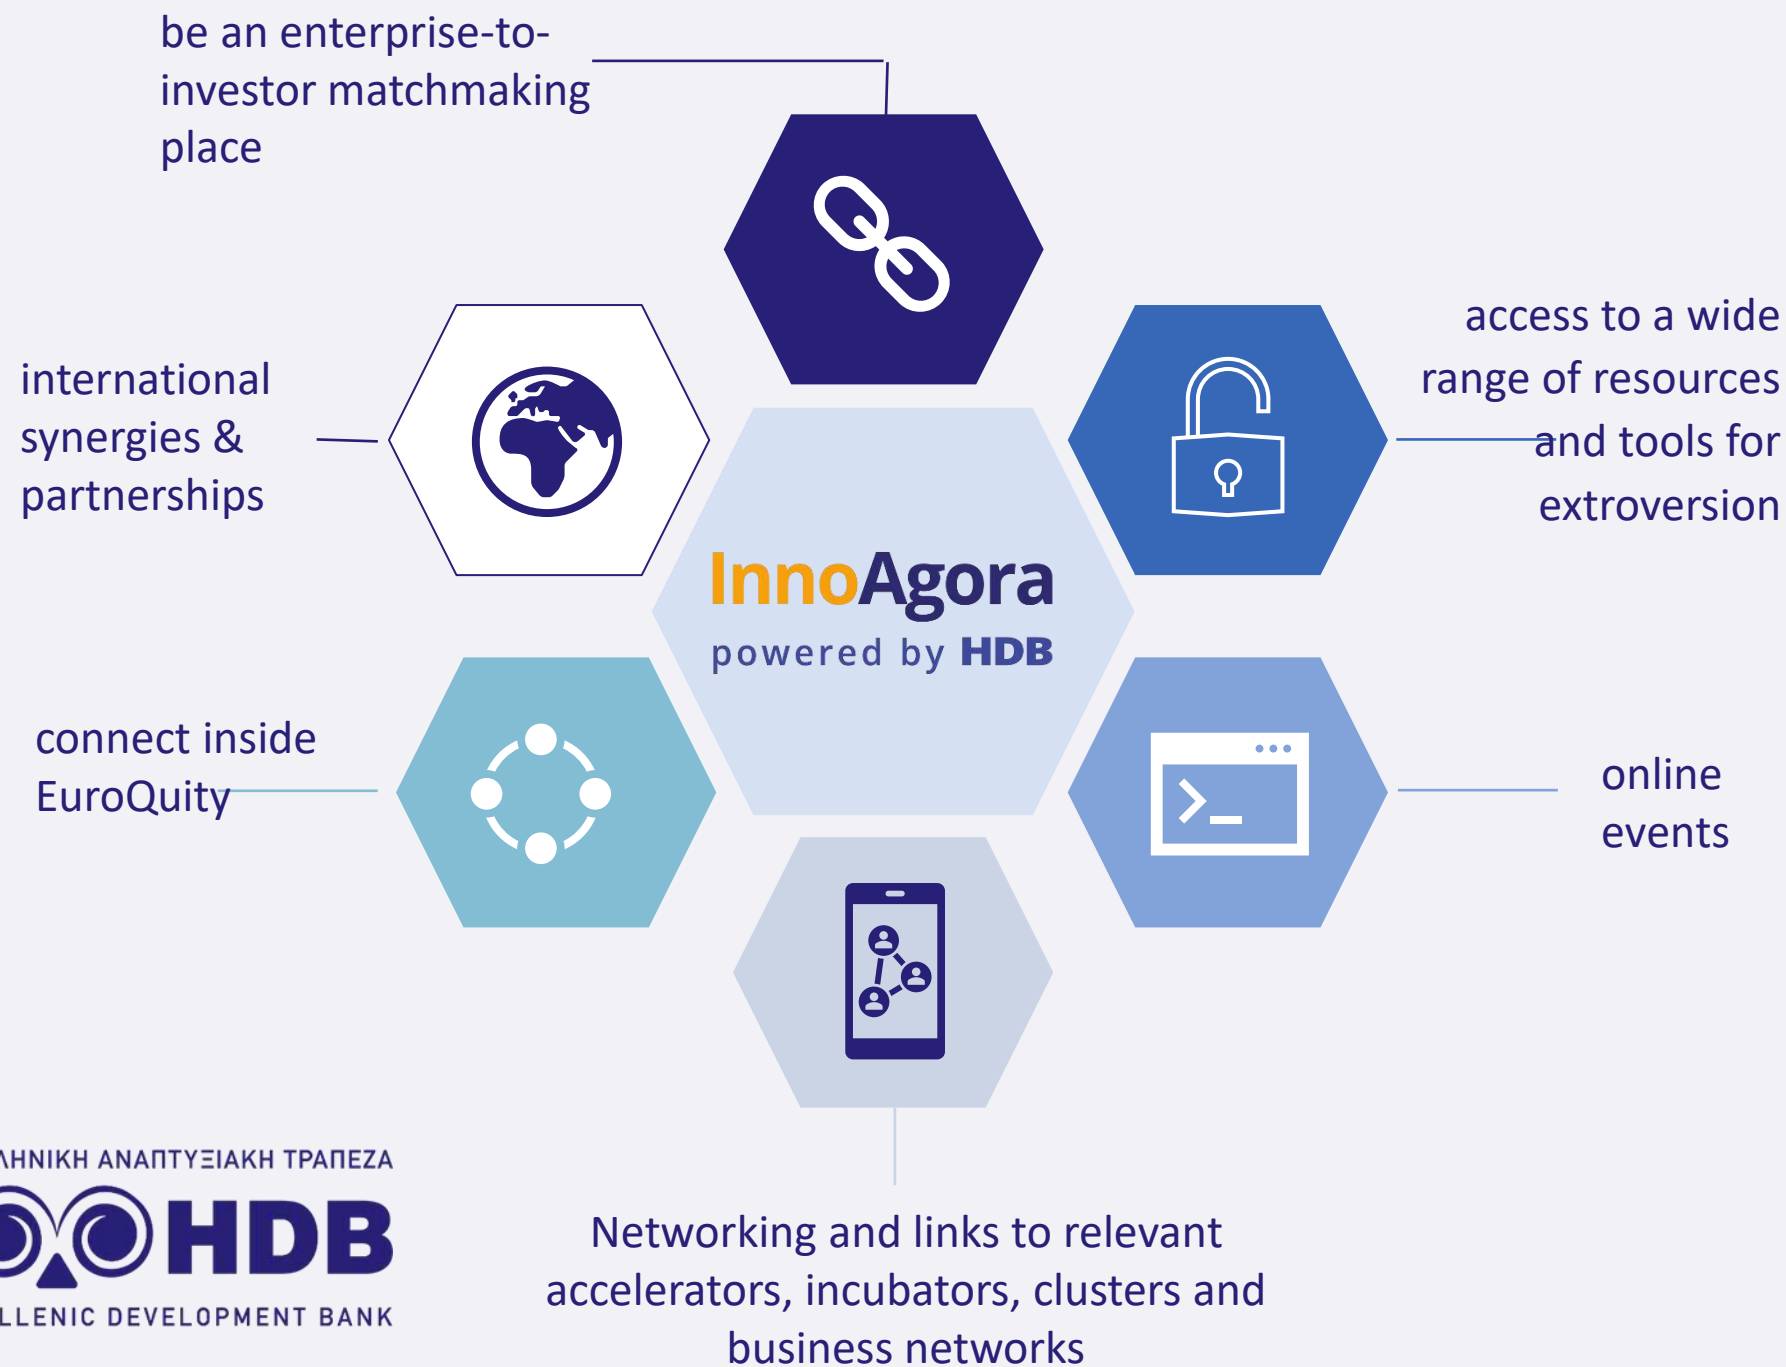 be an enterprise-to-
investor matchmaking
place
access to a wide
range of resources
and tools for
extroversion
international
synergies &
partnerships
InnoAgora
powered by HDB
connect inside
EuroQuity
online
events
ΛΗΝΙΚΗ ΑΝΑΠΤΥΞΙΑΚΗ ΤΡΑΠΕΖΑ
HDB
LLENIC DEVELOPMENT BANK
Networking and links to relevant
accelerators, incubators, clusters and
business networks